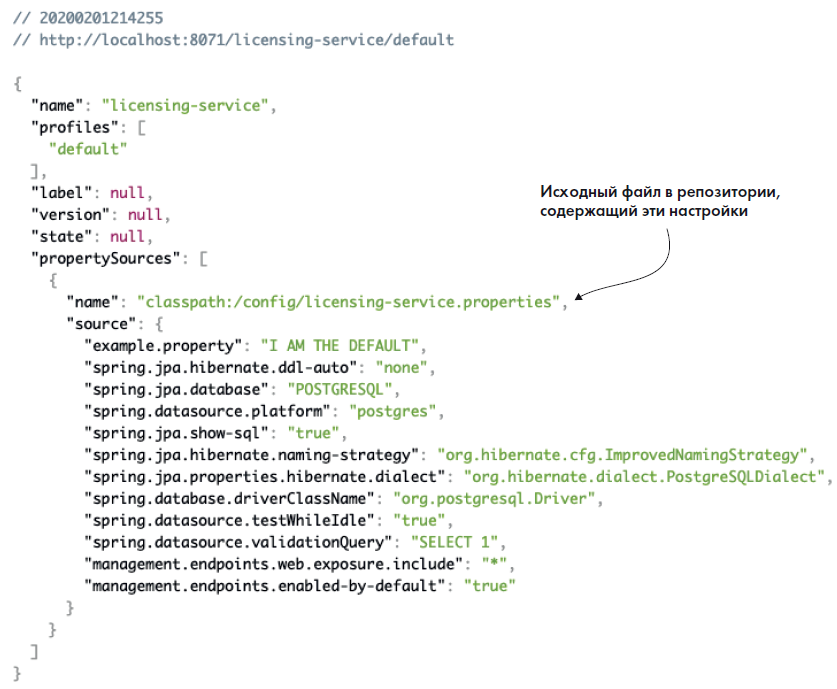 // 20200201214255
// http://localhost:8071/licensing-service/default
{
"name": "licensing-service",
"profiles": [
"default"
],
"label": null,
"version": null,
"state": null,
"propertySources": [
{
Исходный файл в репозитории,
содержащий эти настройки
"name": "classpath:/config/licensing-service.properties",
"source": {
"example.property": "I AM THE DEFAULT",
"spring.jpa.hibernate.ddl-auto": "none",
"spring.jpa.database": "POSTGRESQL",
"spring.datasource.platform": "postgres",
"spring.jpa.show-sql": "true",
"spring.jpa.hibernate.naming-strategy": "org.hibernate.cfg.ImprovedNamingStrategy",
"spring.jpa.properties.hibernate.dialect": "org.hibernate.dialect.PostgreSQLDialect",
"spring.database.driverClassName": "org.postgresql.Driver",
"spring.datasource.testWhileIdle": "true",
"spring.datasource.validationQuery": "SELECT 1",
"management.endpoints.web.exposure.include": "*",
"management.endpoints.enabled-by-default": "true"
}
}
]
}